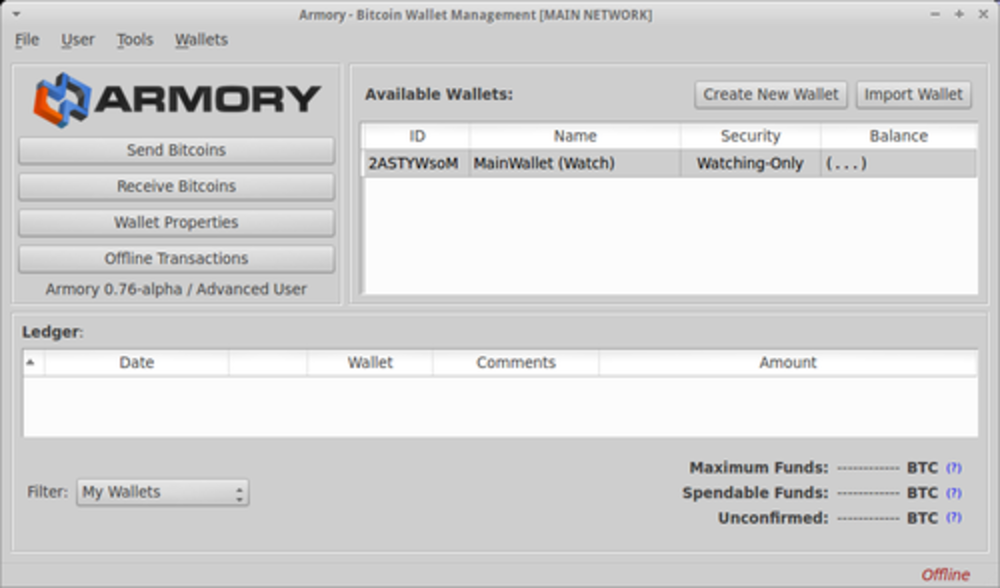 Armory - Bitcoin Wallet Management [MAIN NETWORK]
File User Tools Wallets
ARMORY
Send Bitcoins
Receive Bitcoins
Wallet Properties
Offline Transactions
Armory 0.76-alpha / Advanced User
Available Wallets:
Create New Wallet
Import Wallet
ID Name Security Balance
2ASTYWsoM MainWallet (Watch) Watching-Only (...)
Ledger:
Date Wallet Comments Amount
Filter: My Wallets
Maximum Funds: ------------ BTC (?)
Spendable Funds: ------------ BTC (?)
Unconfirmed: ------------ BTC (?)
Offline